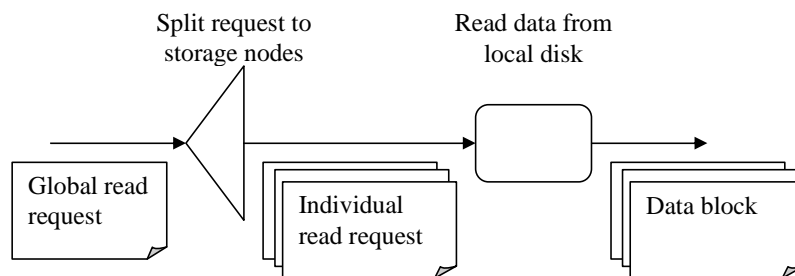 Split request to
storage nodes
Read data from
local disk
Global read
request
Individual
read request
Data block